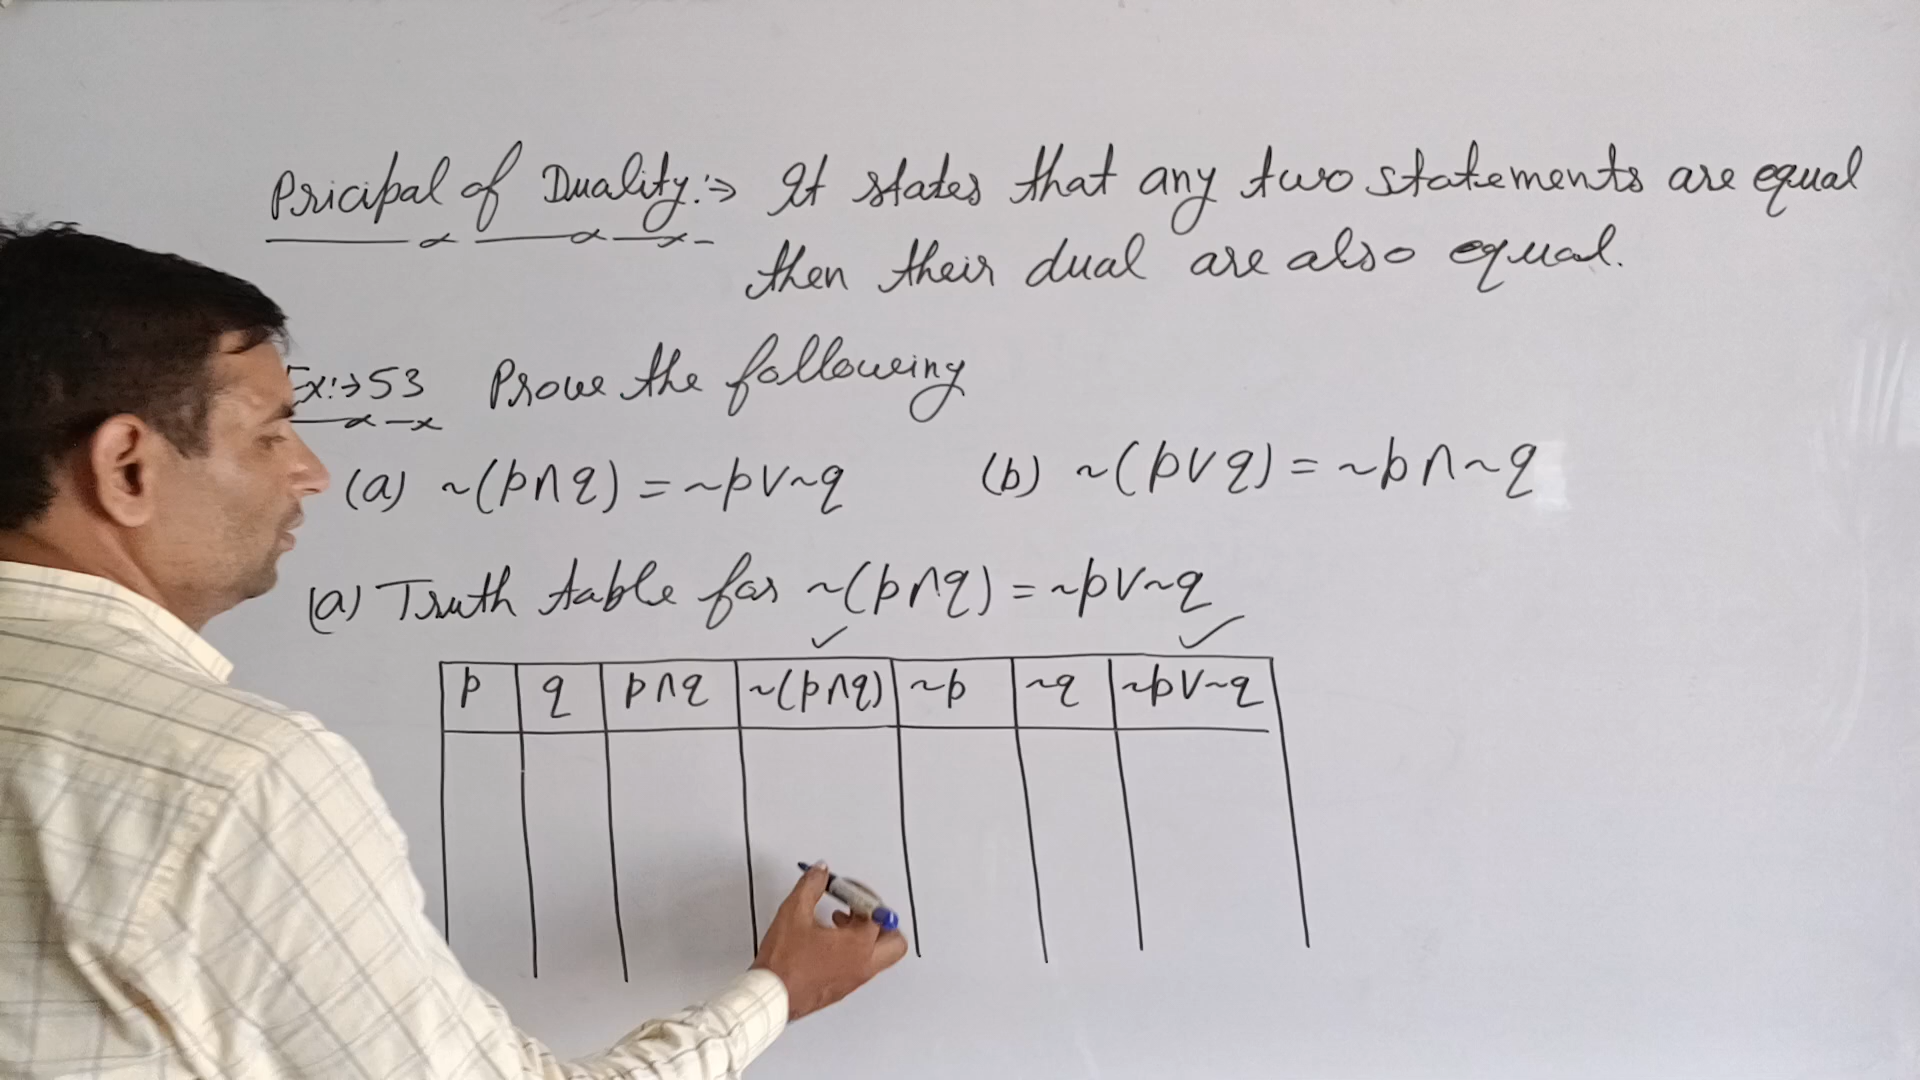 Pricipal of Duality:→ It states that any two statements are equal
then their dual are also equal.
Ex:→53 Prove the following
(a) ~(p∧q) = ~p∨~q (b) ~(p∨q) = ~p∧~q
(a) Truth table for ~(p∧q) = ~p∨~q
p q p∧q ~(p∧q) ~p ~q ~p∨~q